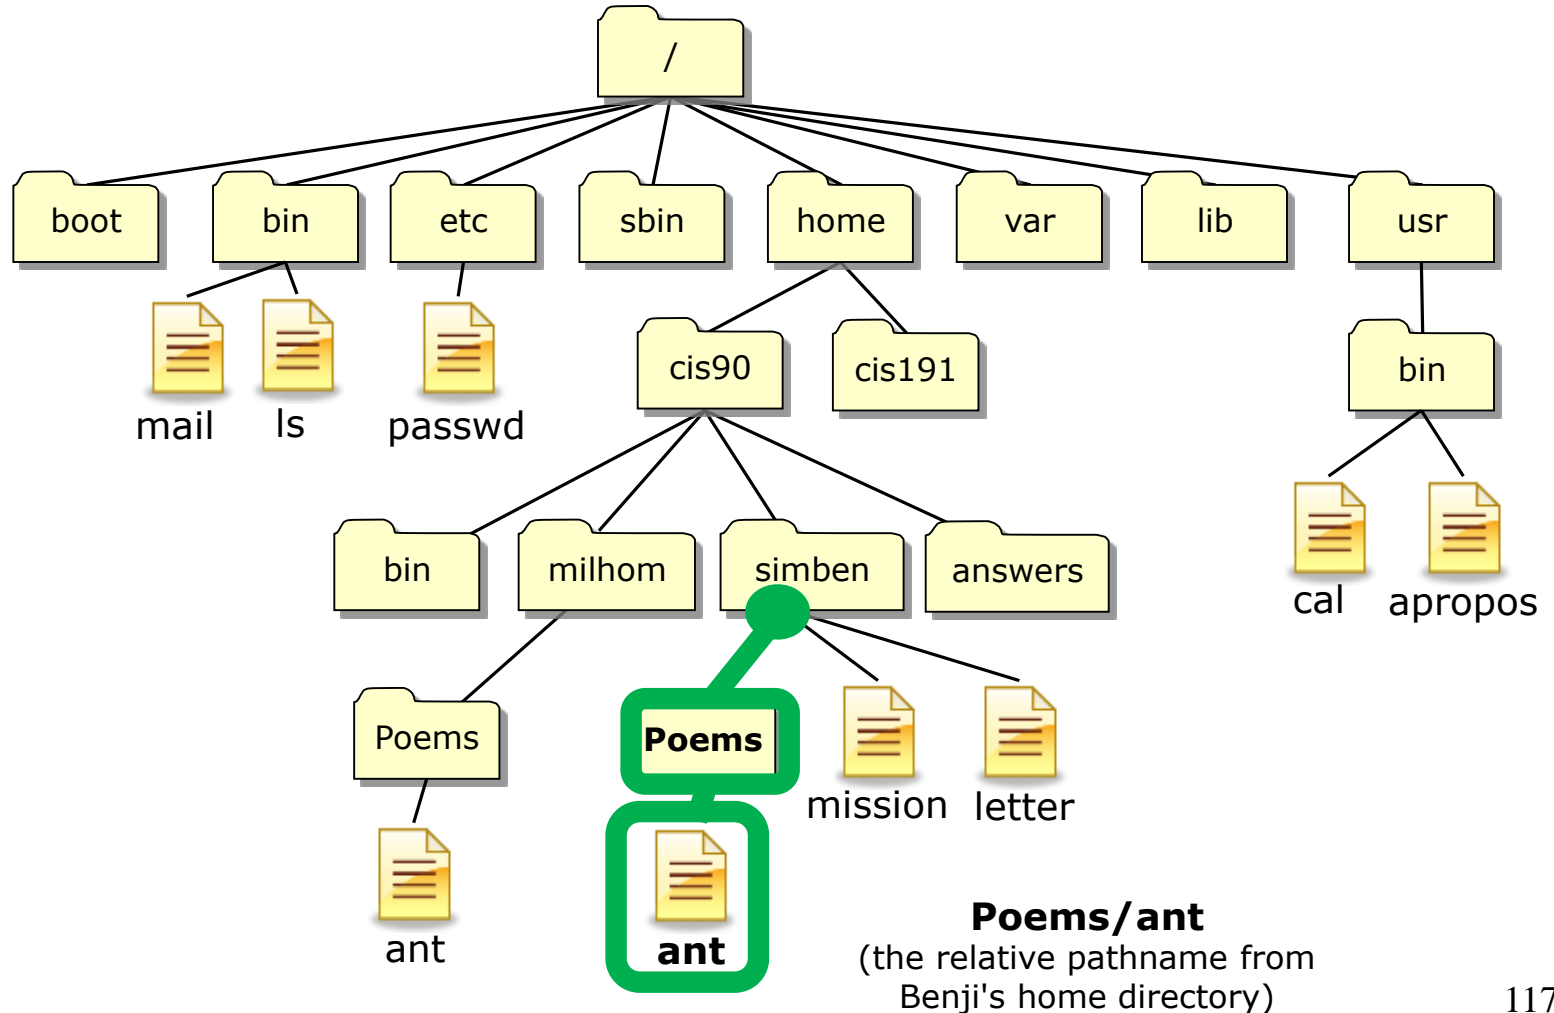 /
boot
bin
etc
sbin
home
var
lib
usr
mail
ls
passwd
cis90
cis191
bin
bin
milhom
simben
answers
cal
apropos
Poems
Poems
mission
letter
ant
ant
Poems/ant
(the relative pathname from
Benji's home directory)
117